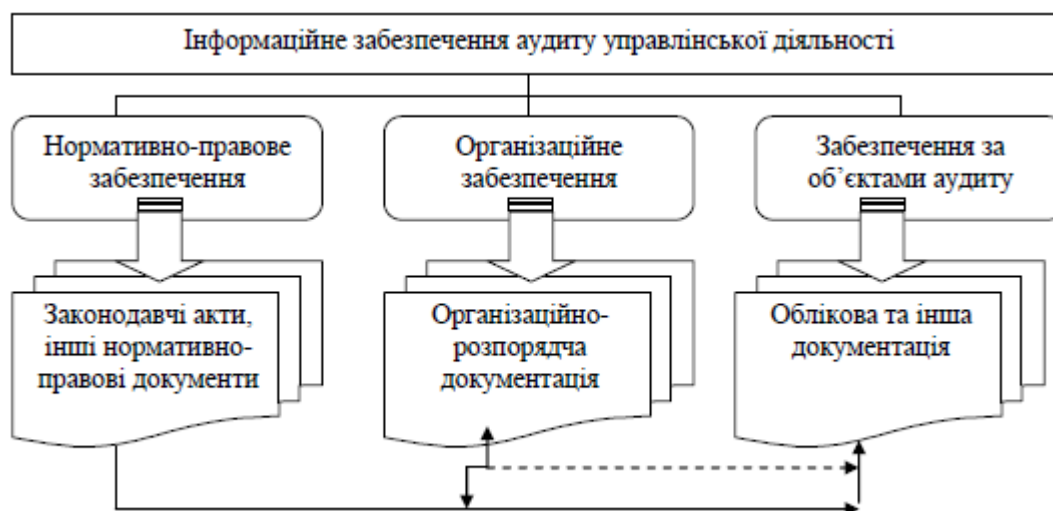 Інформаційне забезпечення аудиту управлінської діяльності
Нормативно-правове
забезпечення
Організаційне
забезпечення
Забезпечення за
об’єктами аудиту
Законодавчі акти,
інші нормативно-
правові документи
Організаційно-
розпорядча
документація
Облікова та інша
документація